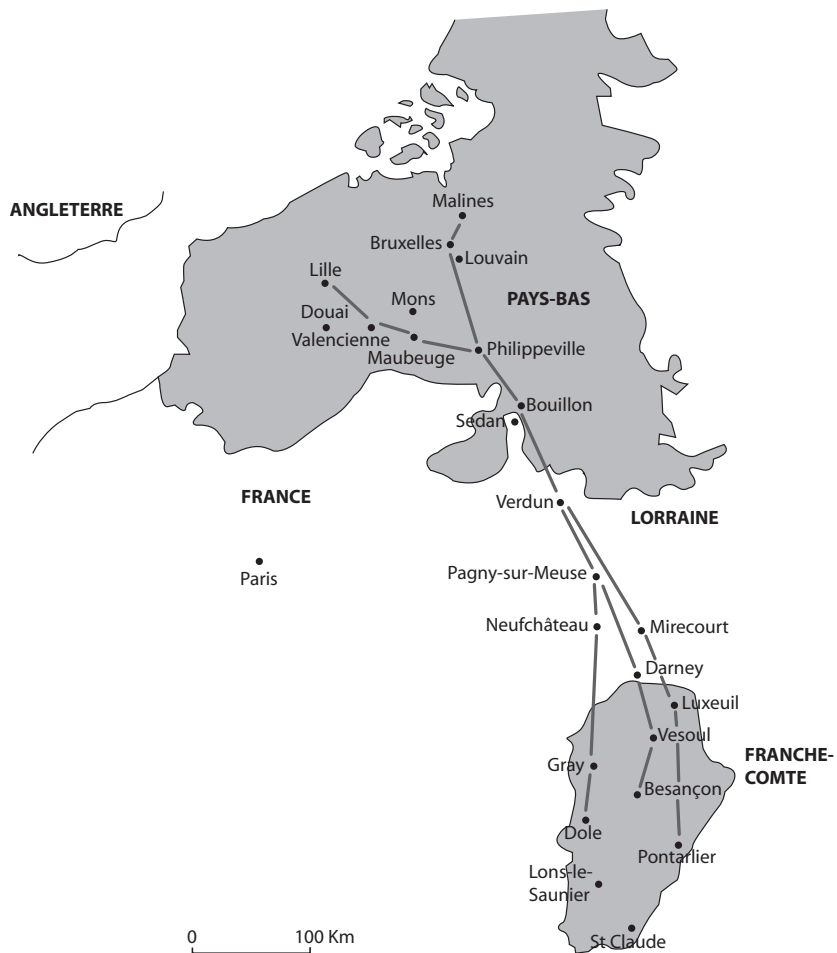 Malines
ANGLETERRE
Bruxelles
Louvain
Lille
Mons
PAYS-BAS
Douai
Valencienne
Maubeuge
Philippeville
Bouillon
Sedan
FRANCE
Verdun
LORRAINE
Paris
Pagny-sur-Meuse
Neufchâteau
Mirecourt
Darney
Luxeuil
Vesoul
FRANCHE-
COMTE
Gray
Besançon
Dole
Pontarlier
Lons-le-
Saunier
St Claude
0 100 Km